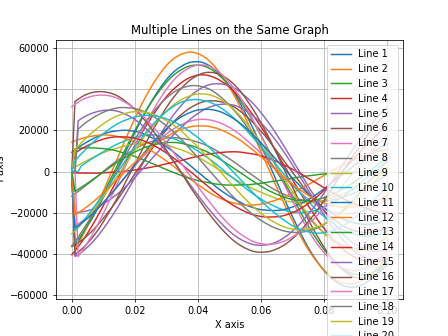 Multiple Lines on the Same Graph
60000
40000
20000
0
−20000
−40000
−60000
0.00
0.02
0.04
0.06
0.08
X axis
Line 1
Line 2
Line 3
Line 4
Line 5
Line 6
Line 7
Line 8
Line 9
Line 10
Line 11
Line 12
Line 13
Line 14
Line 15
Line 16
Line 17
Line 18
Line 19
Line 20